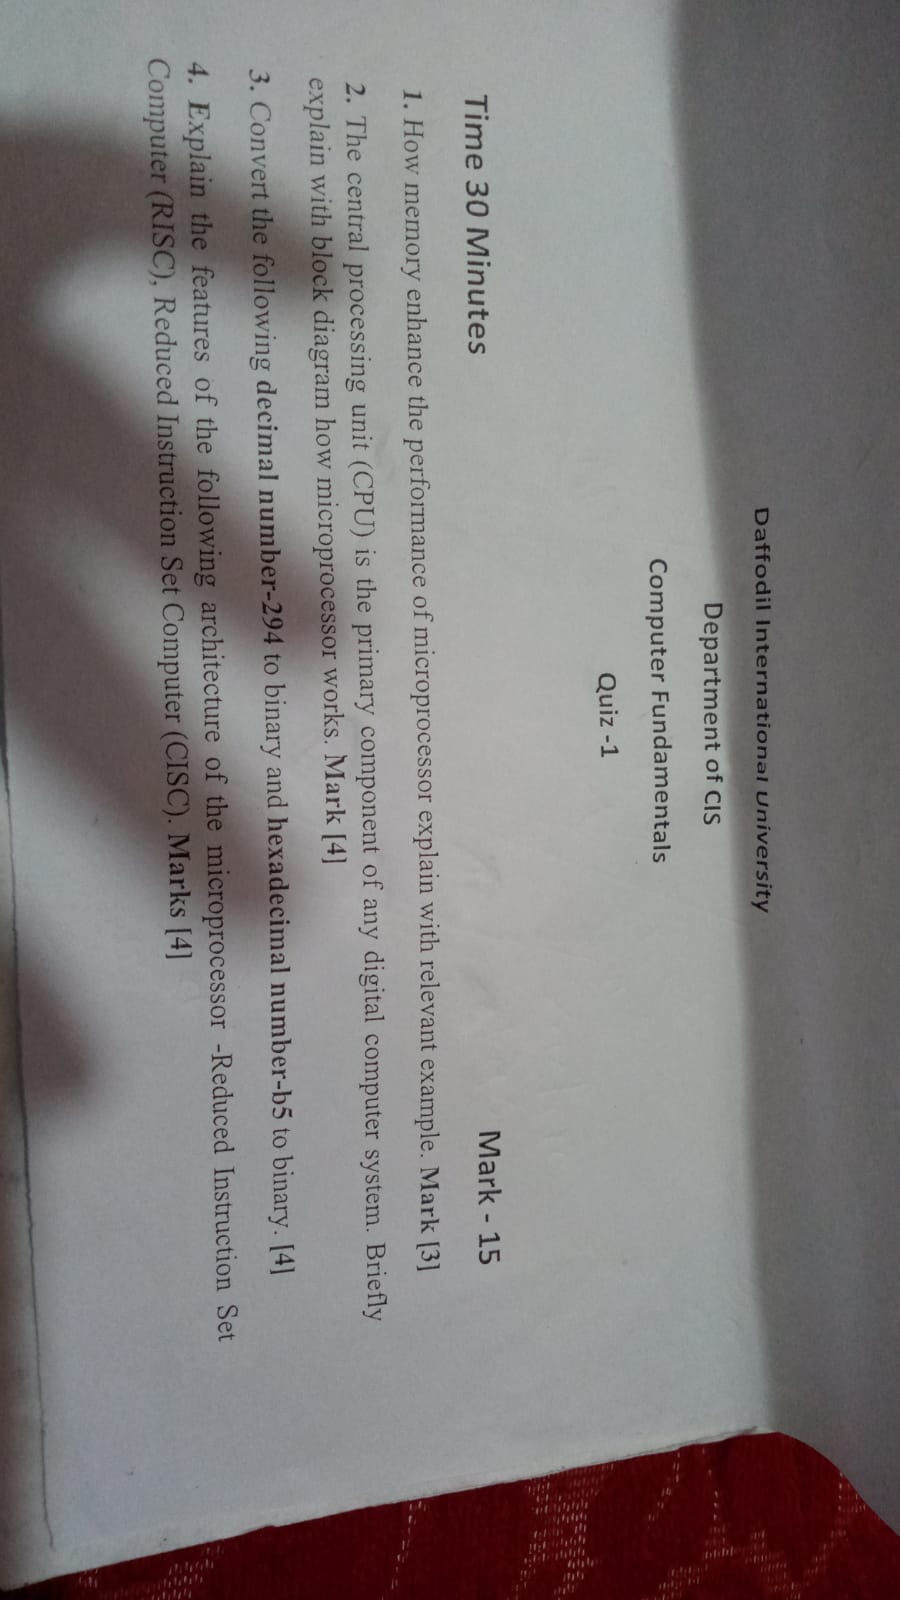 Daffodil International University
Department of CIS
Computer Fundamentals
Quiz -1
Time 30 Minutes
Mark - 15
1. How memory enhance the performance of microprocessor explain with relevant example. Mark [3]
2. The central processing unit (CPU) is the primary component of any digital computer system. Briefly
explain with block diagram how microprocessor works. Mark [4]
3. Convert the following decimal number-294 to binary and hexadecimal number-b5 to binary. [4]
4. Explain the features of the following architecture of the microprocessor -Reduced Instruction Set
Computer (RISC), Reduced Instruction Set Computer (CISC). Marks [4]